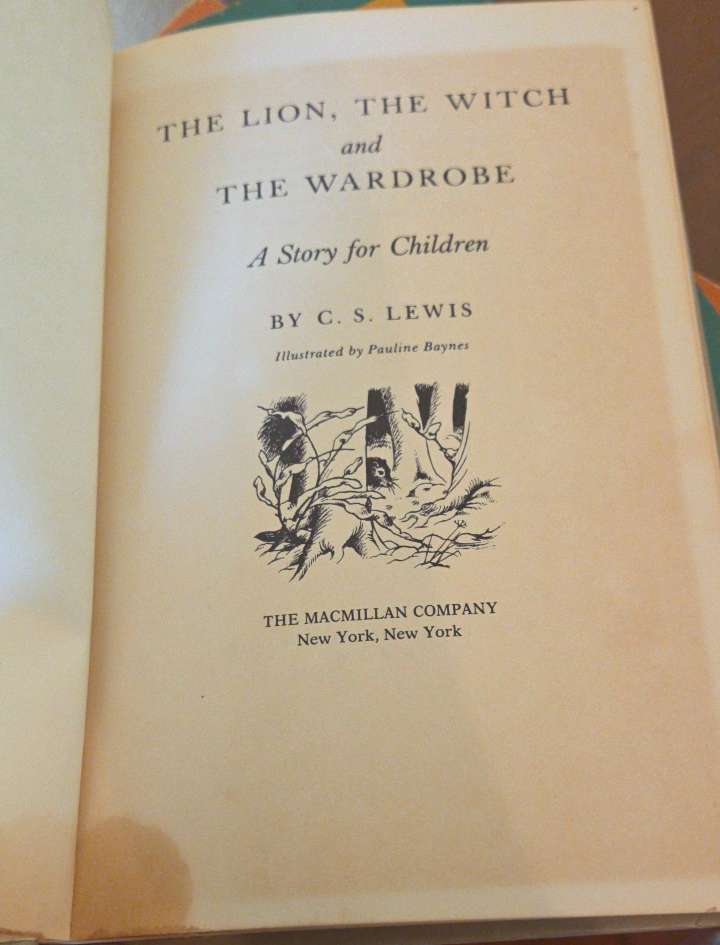 THE LION, THE WITCH
and
THE WARDROBE
A Story for Children
BY C. S. LEWIS
Illustrated by Pauline Baynes
THE MACMILLAN COMPANY
New York, New York